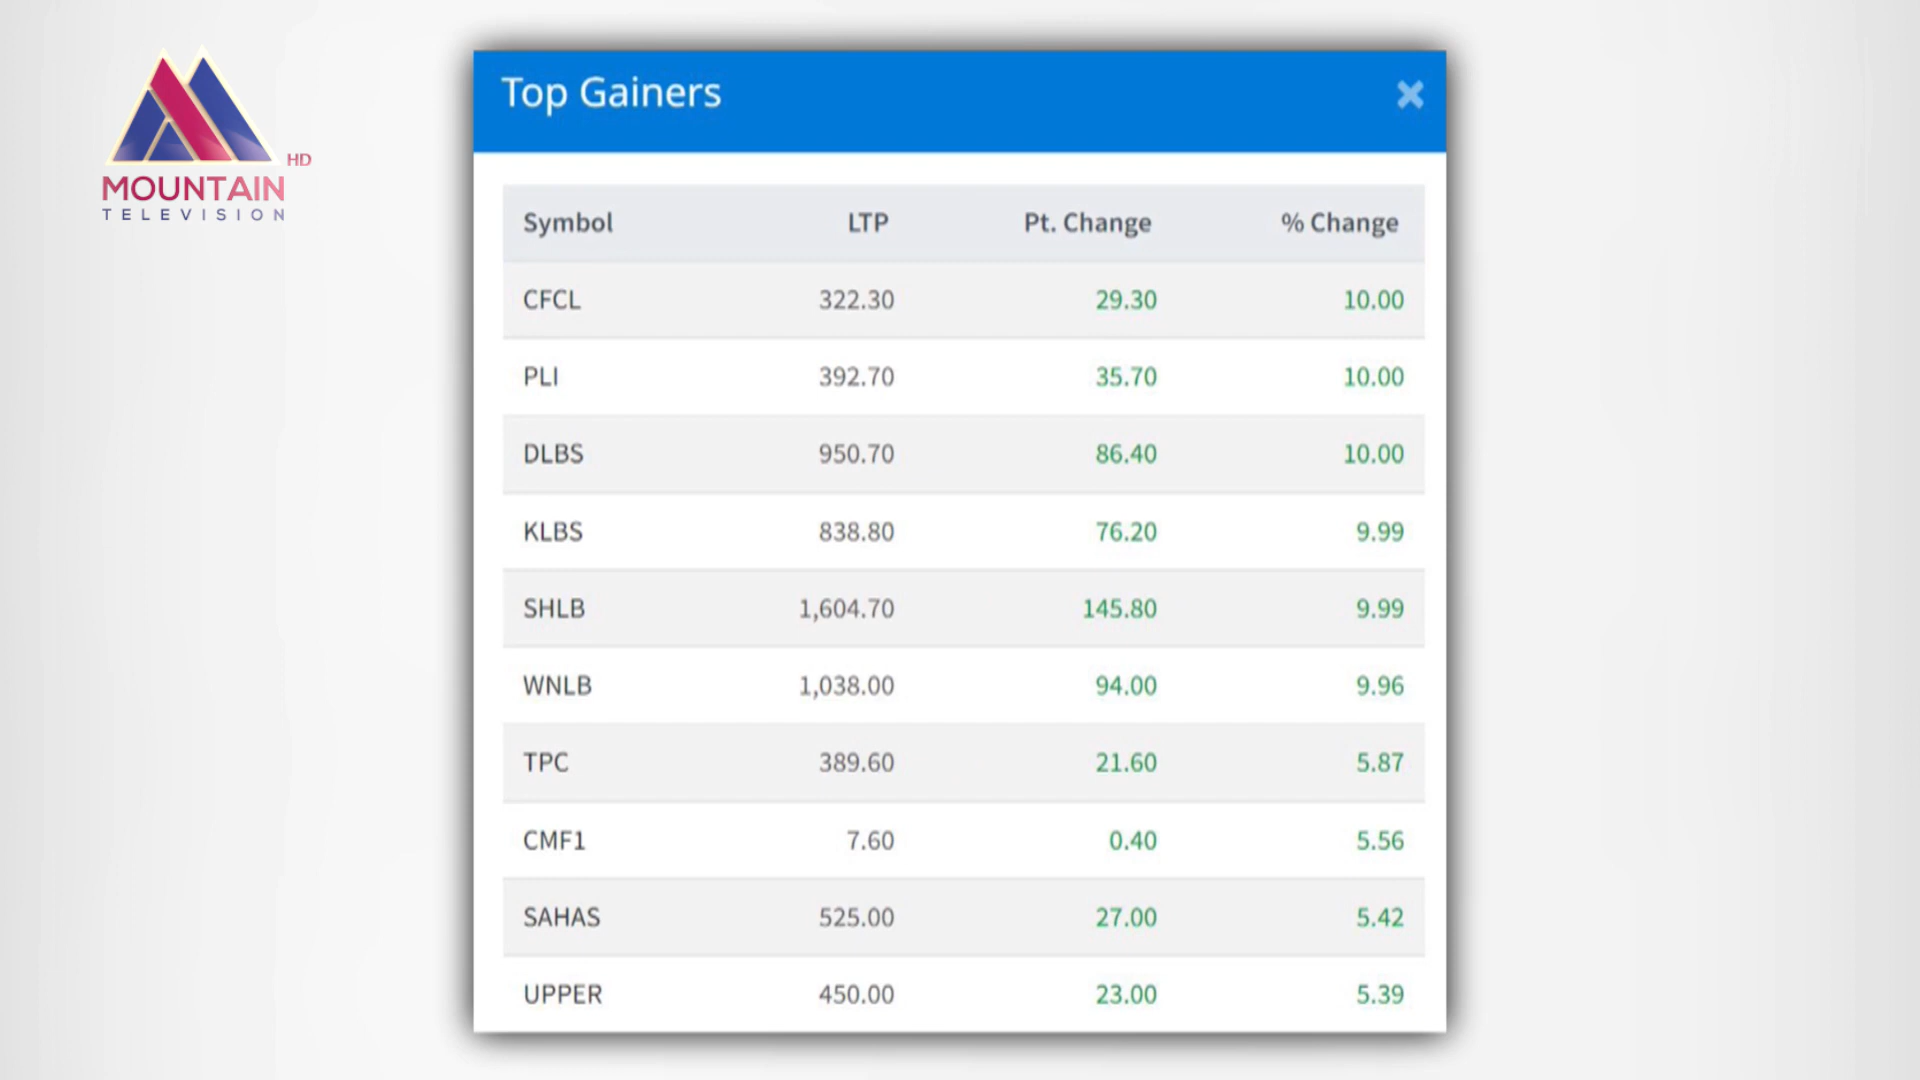 HD
MOUNTAIN
TELEVISION
Top Gainers
Symbol LTP Pt. Change % Change
CFCL 322.30 29.30 10.00
PLI 392.70 35.70 10.00
DLBS 950.70 86.40 10.00
KLBS 838.80 76.20 9.99
SHLB 1,604.70 145.80 9.99
WNLB 1,038.00 94.00 9.96
TPC 389.60 21.60 5.87
CMF1 7.60 0.40 5.56
SAHAS 525.00 27.00 5.42
UPPER 450.00 23.00 5.39